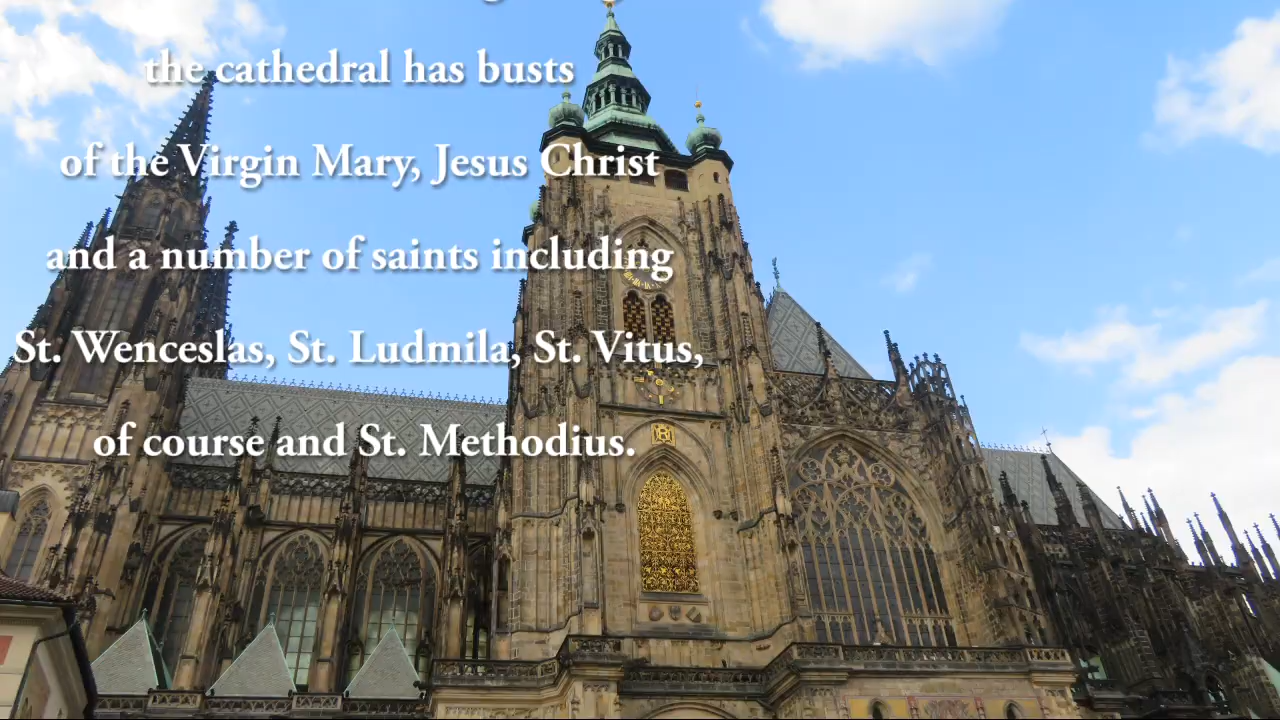 the cathedral has busts
of the Virgin Mary, Jesus Christ
and a number of saints including
St. Wenceslas, St. Ludmila, St. Vitus,
of course and St. Methodius.